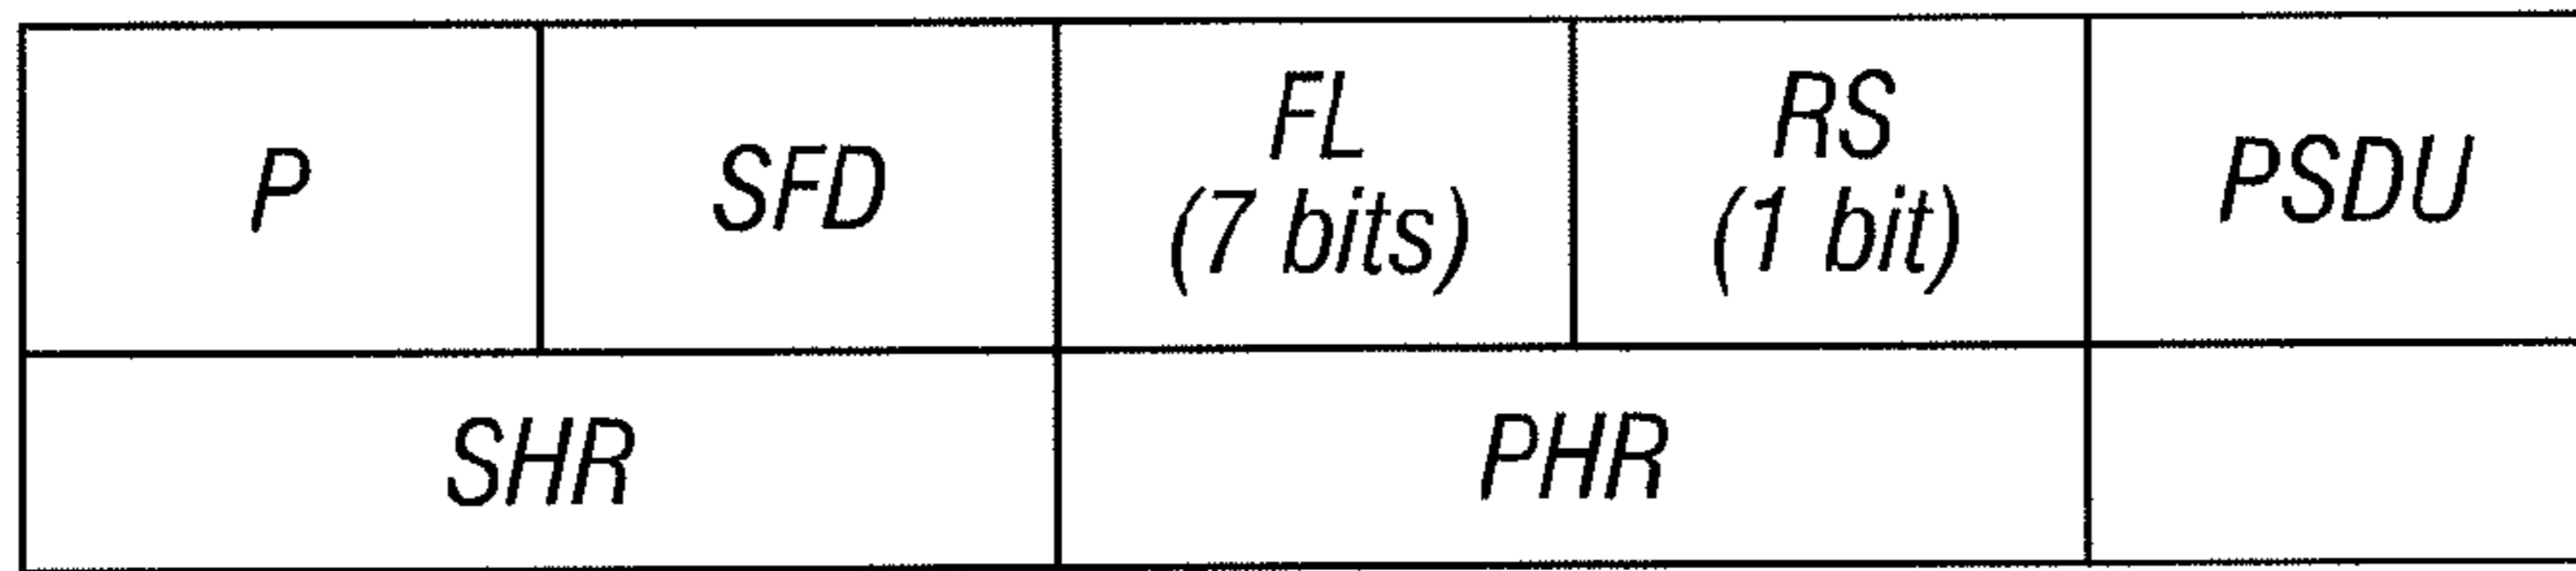 P
SFD
FL
(7 bits)
RS
(1 bit)
PSDU
SHR
PHR